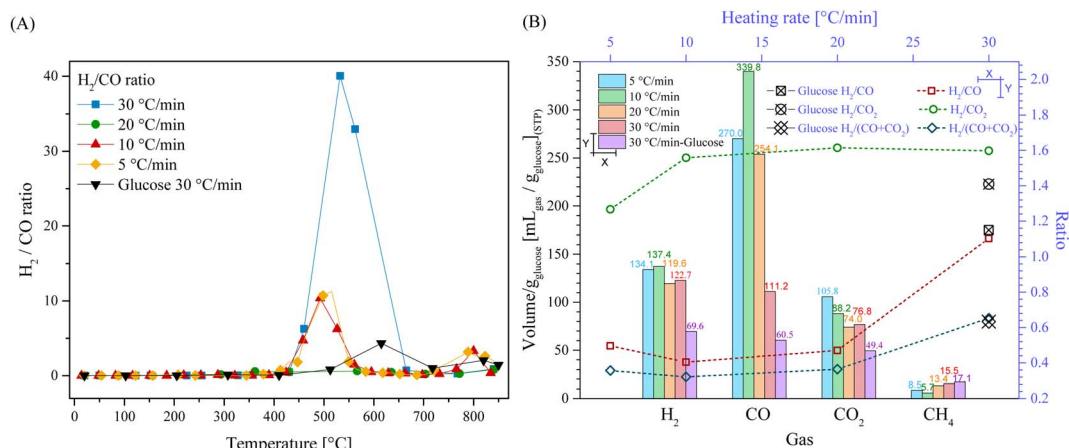 (A)
H2/CO ratio
30 °C/min
20 °C/min
10 °C/min
5 °C/min
Glucose 30 °C/min
H2 / CO ratio
40
30
20
10
0
0 100 200 300 400 500 600 700 800
Temperature [°C]
(B)
Heating rate [°C/min]
5 10 15 20 25 30
5 °C/min
10 °C/min
20 °C/min
30 °C/min
30 °C/min-Glucose
Y
X
X
Y
Glucose H2/CO
Glucose H2/CO2
Glucose H2/(CO+CO2)
H2/CO
H2/CO2
H2/(CO+CO2)
Volume/gglucose [mLgas / gglucose](STP)
350
300
250
200
150
100
50
0
134.1 137.4 119.6 122.7 69.6
270.0 339.8 254.1 111.2 60.5
105.8 88.2 74.0 76.8 49.4
8.5 5.7 13.4 15.5 17.1
2.0
1.8
1.6
1.4
1.2
1.0
0.8
0.6
0.4
0.2
Ratio
H2 CO CO2 CH4
Gas